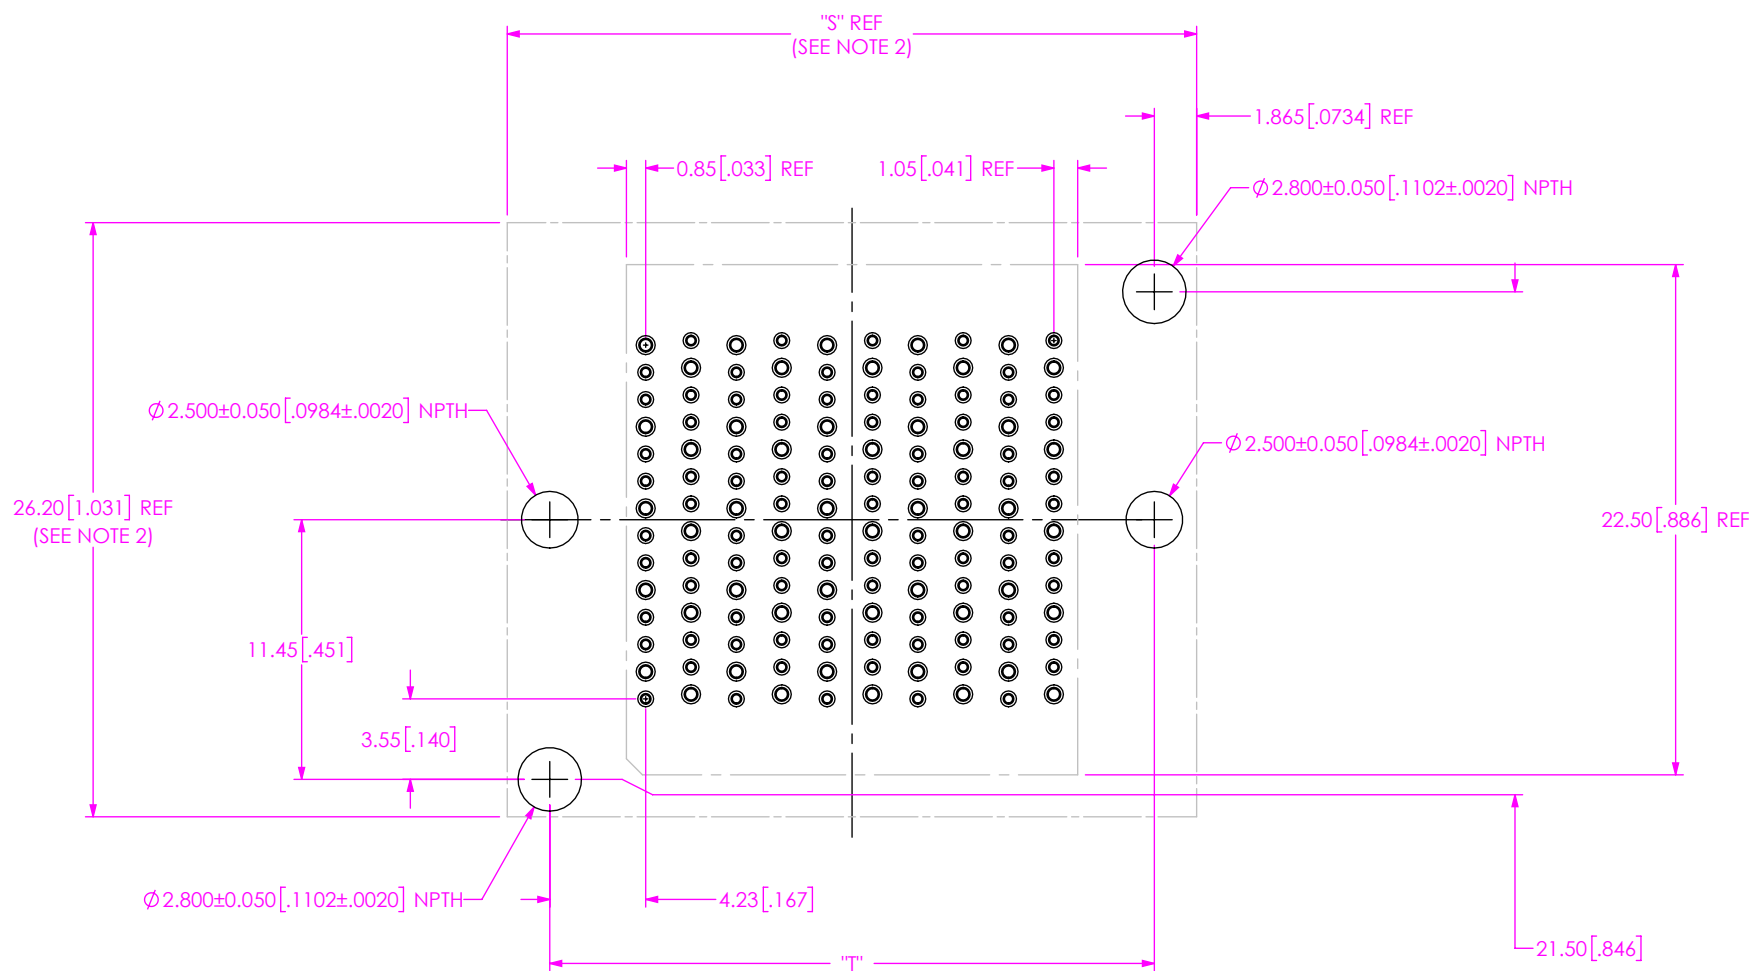 "S" REF
(SEE NOTE 2)
1.865[.0734] REF
0.85[.033] REF
1.05[.041] REF
Ø2.800±0.050[.1102±.0020] NPTH
Ø2.500±0.050[.0984±.0020] NPTH
Ø2.500±0.050[.0984±.0020] NPTH
26.20[1.031] REF
(SEE NOTE 2)
22.50[.886] REF
11.45[.451]
3.55[.140]
Ø2.800±0.050[.1102±.0020] NPTH
4.23[.167]
21.50[.846]
"T"